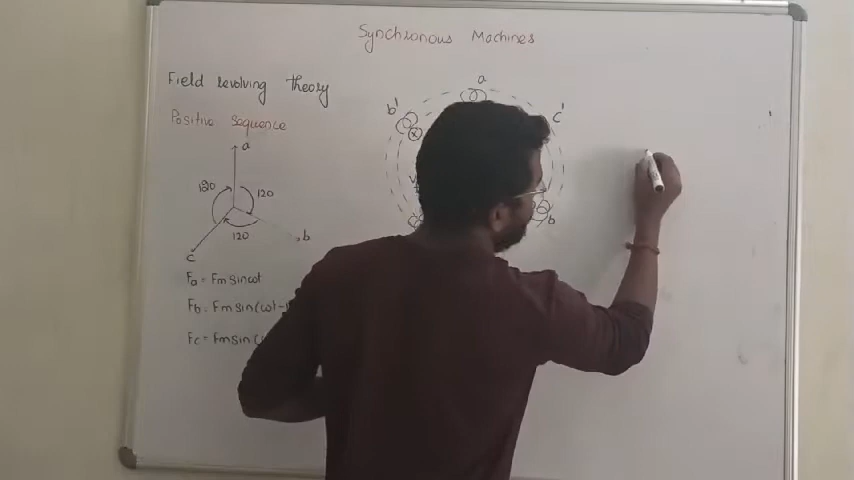 Synchronous Machines
Field revolving theory
Positive sequence
a
120
120
120
b
c
Fa = Fm sinωt
Fb = Fm sin(ωt -
Fc = Fm sin(
a
b'
c'
b